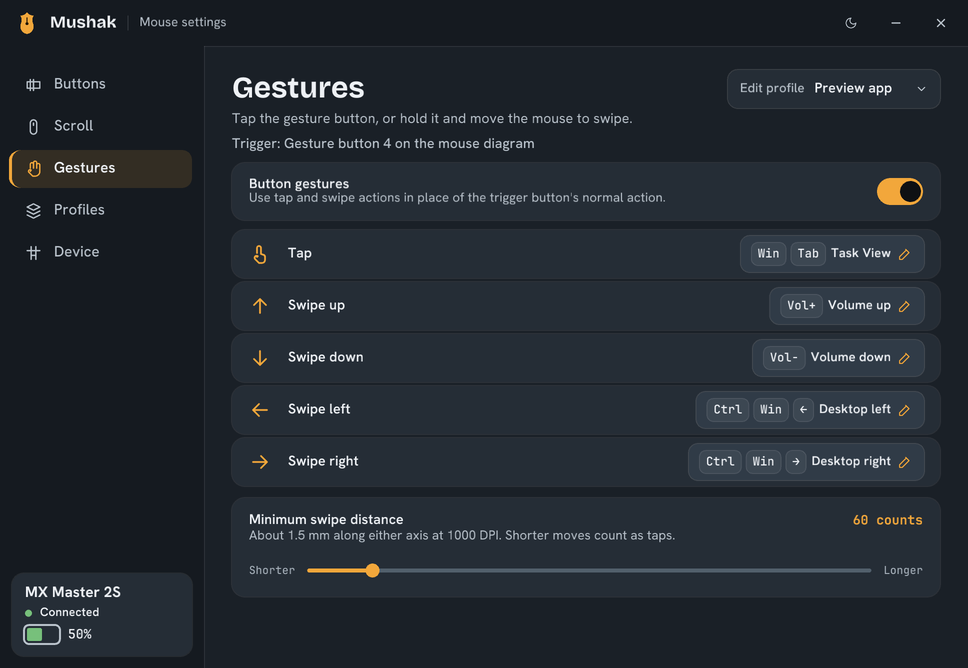 Mushak | Mouse settings
Buttons
Scroll
Gestures
Profiles
Device
Gestures
Edit profile Preview app
Tap the gesture button, or hold it and move the mouse to swipe.
Trigger: Gesture button 4 on the mouse diagram
Button gestures
Use tap and swipe actions in place of the trigger button's normal action.
Tap Win Tab Task View
Swipe up Vol+ Volume up
Swipe down Vol- Volume down
Swipe left Ctrl Win ← Desktop left
Swipe right Ctrl Win → Desktop right
Minimum swipe distance 60 counts
About 1.5 mm along either axis at 1000 DPI. Shorter moves count as taps.
Shorter Longer
MX Master 2S
Connected
50%